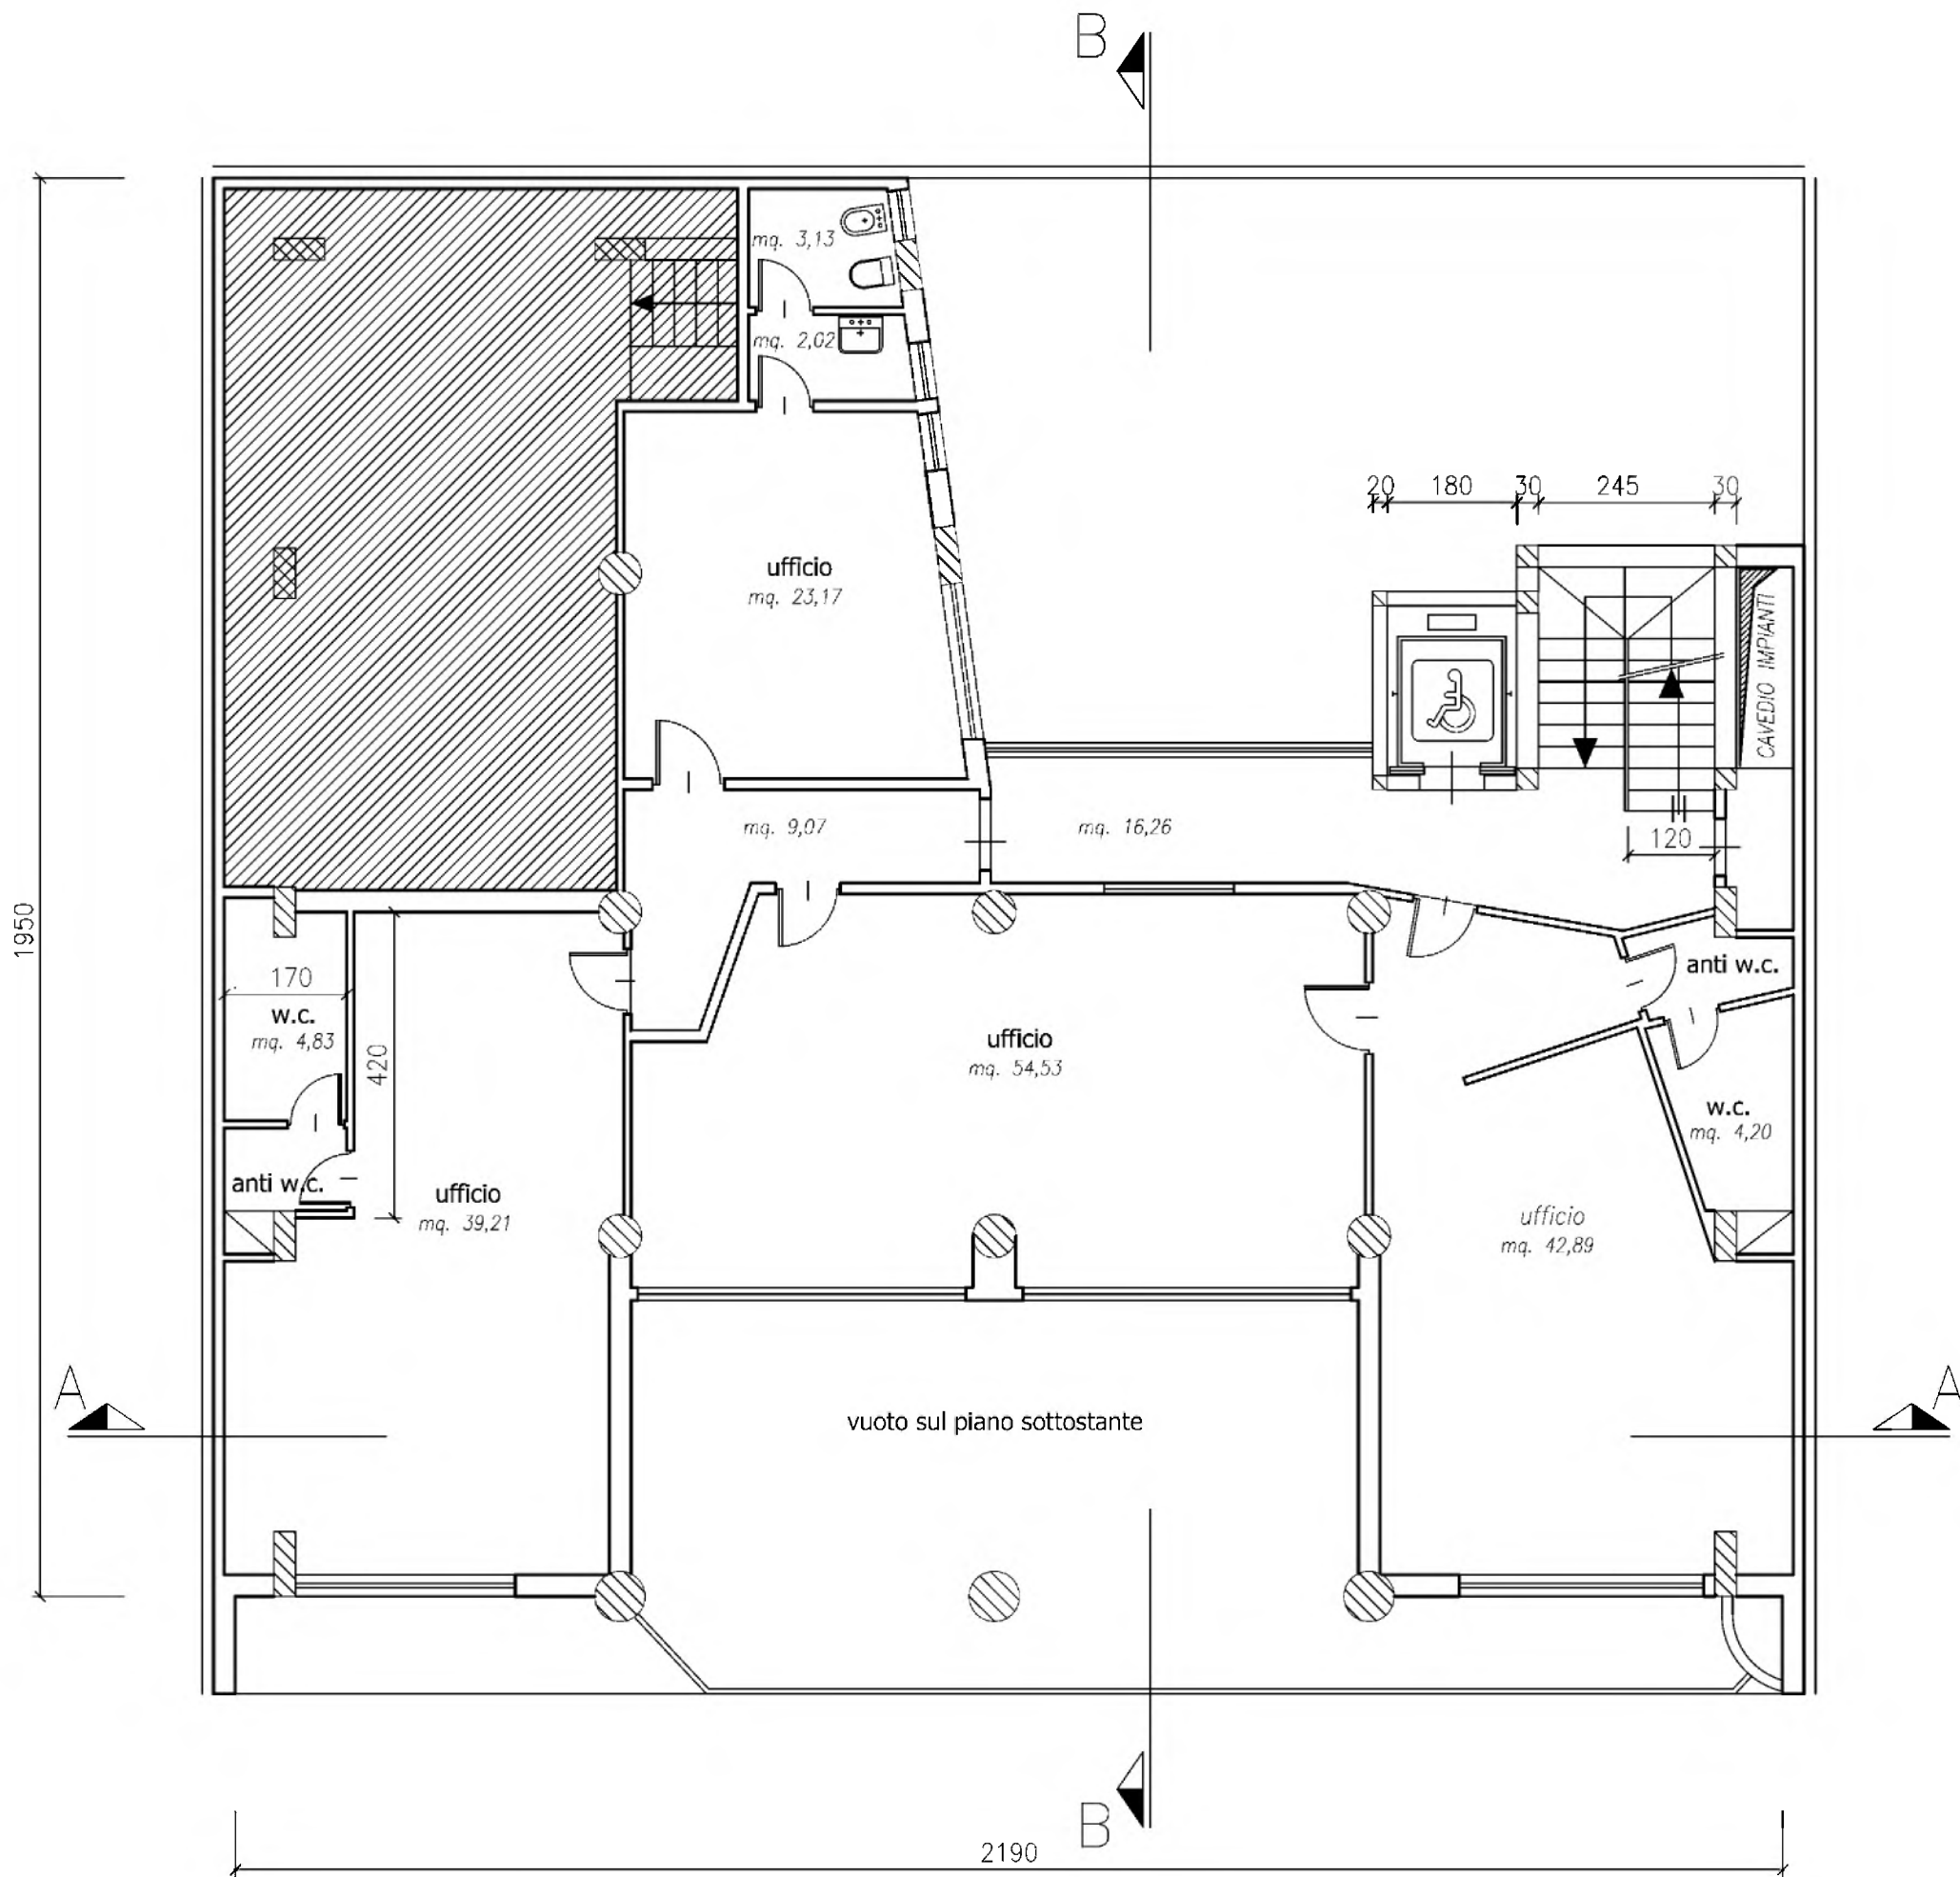 B
mq. 3,13
mq. 2,02
20 180 30 245 30
ufficio
mq. 23,17
CAVEDIO IMPIANTI
mq. 9,07
mq. 16,26
120
1950
170
w.c.
mq. 4,83
420
anti w.c.
ufficio
mq. 39,21
ufficio
mq. 54,53
anti w.c.
w.c.
mq. 4,20
ufficio
mq. 42,89
A
A
vuoto sul piano sottostante
B
2190